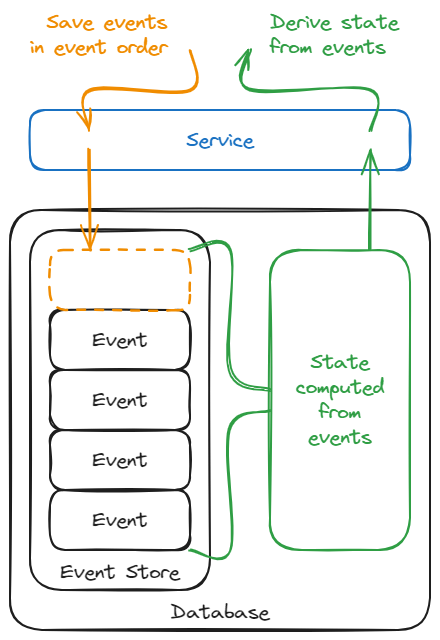 Save events
in event order
Derive state
from events
Service
Event
Event
Event
Event
Event Store
State
computed
from
events
Database